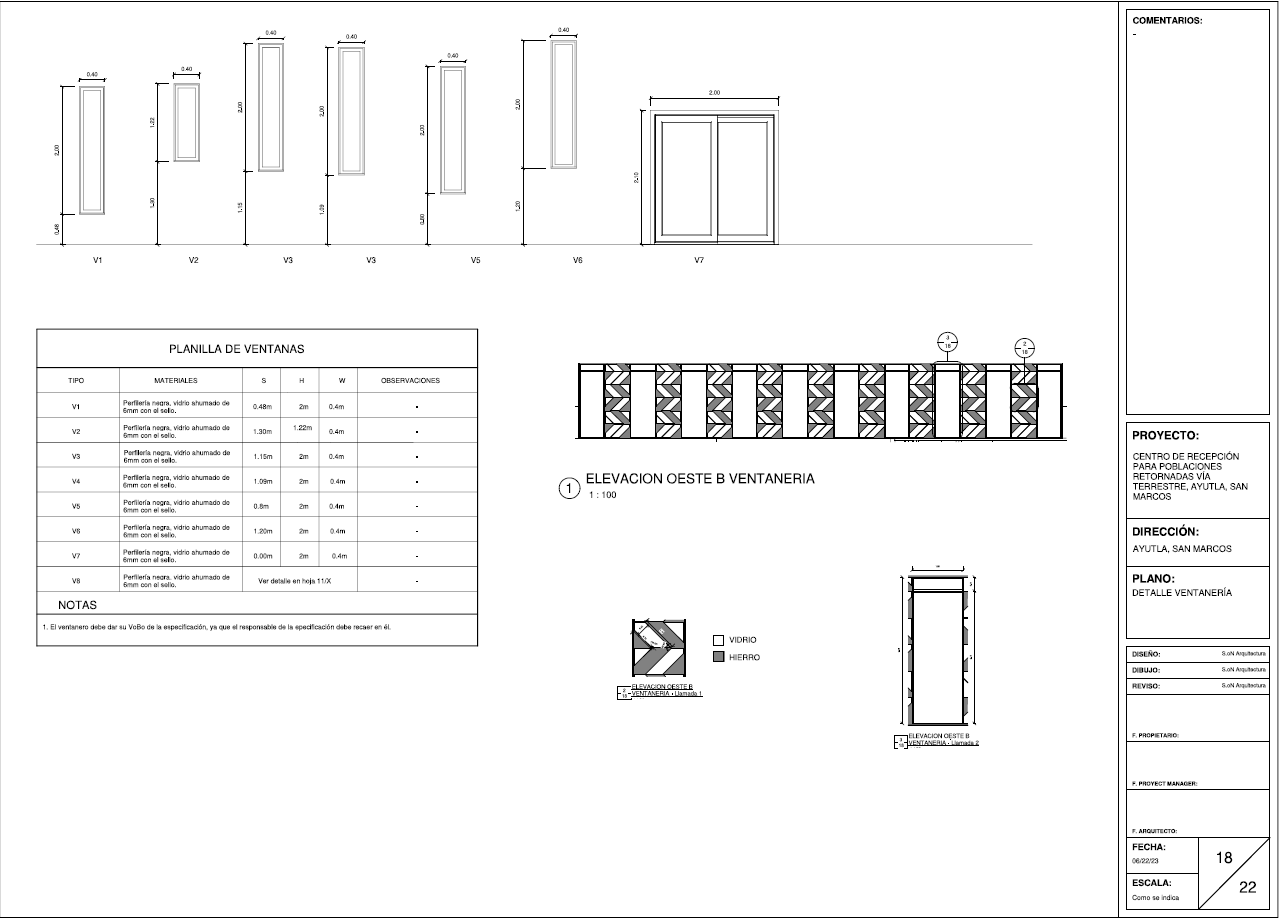 0.40
0.40
0.40
0.40
0.40
0.40
2.00
2.00
1.22
2.00
2.00
2.00
2.00
2.10
0.48
1.30
1.15
1.09
0.80
1.20
V1
V2
V3
V3
V5
V6
V7
PLANILLA DE VENTANAS
TIPO MATERIALES S H W OBSERVACIONES
V1 Perfilería negra, vidrio ahumado de
6mm con el sello. 0.48m 2m 0.4m -
V2 Perfilería negra, vidrio ahumado de
6mm con el sello. 1.30m 1.22m 0.4m -
V3 Perfilería negra, vidrio ahumado de
6mm con el sello. 1.15m 2m 0.4m -
V4 Perfilería negra, vidrio ahumado de
6mm con el sello. 1.09m 2m 0.4m -
V5 Perfilería negra, vidrio ahumado de
6mm con el sello. 0.8m 2m 0.4m -
V6 Perfilería negra, vidrio ahumado de
6mm con el sello. 1.20m 2m 0.4m -
V7 Perfilería negra, vidrio ahumado de
6mm con el sello. 0.00m 2m 0.4m -
V8 Perfilería negra, vidrio ahumado de
6mm con el sello. Ver detalle en hoja 11/X -
NOTAS
1. El ventanero debe dar su VoBo de la especificación, ya que el responsable de la epecificación debe recaer en él.
3
18
2
18
1 ELEVACION OESTE B VENTANERIA
1 : 100
VIDRIO
HIERRO
2
18
ELEVACION OESTE B
VENTANERIA - Llamada 1
3
18
ELEVACION OESTE B
VENTANERIA - Llamada 2
COMENTARIOS:
-
PROYECTO:
CENTRO DE RECEPCIÓN
PARA POBLACIONES
RETORNADAS VÍA
TERRESTRE, AYUTLA, SAN
MARCOS
DIRECCIÓN:
AYUTLA, SAN MARCOS
PLANO:
DETALLE VENTANERÍA
DISEÑO: S.oN Arquitectura
DIBUJO: S.oN Arquitectura
REVISO: S.oN Arquitectura
F. PROPIETARIO:
F. PROYECT MANAGER:
F. ARQUITECTO:
FECHA:
06/22/23
ESCALA:
Como se indica
18
22